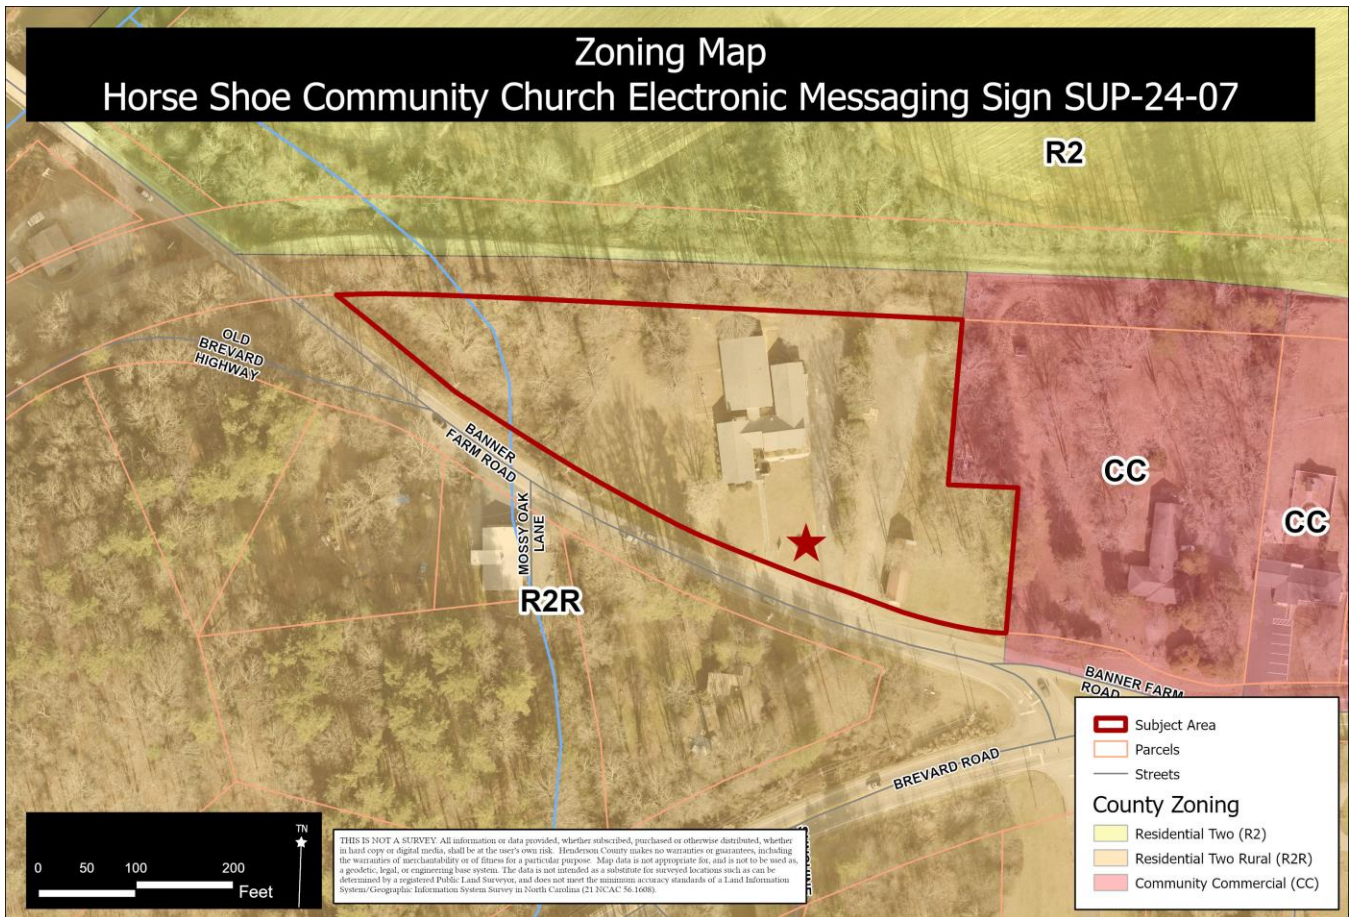 Zoning Map
Horse Shoe Community Church Electronic Messaging Sign SUP-24-07
R2
OLD
BREVARD
HIGHWAY
BANNER
FARM ROAD
MOSSY OAK
LANE
R2R
CC
CC
BANNER FARM
ROAD
BREVARD ROAD
Subject Area
Parcels
Streets
County Zoning
Residential Two (R2)
Residential Two Rural (R2R)
Community Commercial (CC)
TN
0 50 100 200
Feet
THIS IS NOT A SURVEY. All information or data provided, whether subscribed, purchased or otherwise distributed, whether
in hard copy or digital media, shall be at the user's own risk. Henderson County makes no warranties or guarantees, including
the warranties of merchantability or of fitness for a particular purpose. Map data is not appropriate for, and is not to be used as,
a geodetic, legal, or engineering base system. The data is not intended as a substitute for surveyed locations such as can be
determined by a registered Public Land Surveyor, and does not meet the minimum accuracy standards of a Land Information
System/Geographic Information System Survey in North Carolina (21 NCAC 56.1608).